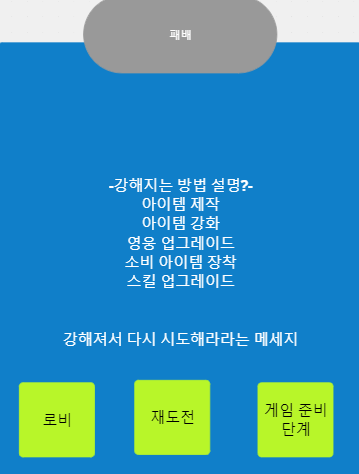 패배
-강해지는 방법 설명?-
아이템 제작
아이템 강화
영웅 업그레이드
소비 아이템 장착
스킬 업그레이드
강해져서 다시 시도해라라는 메세지
로비
재도전
게임 준비
단계